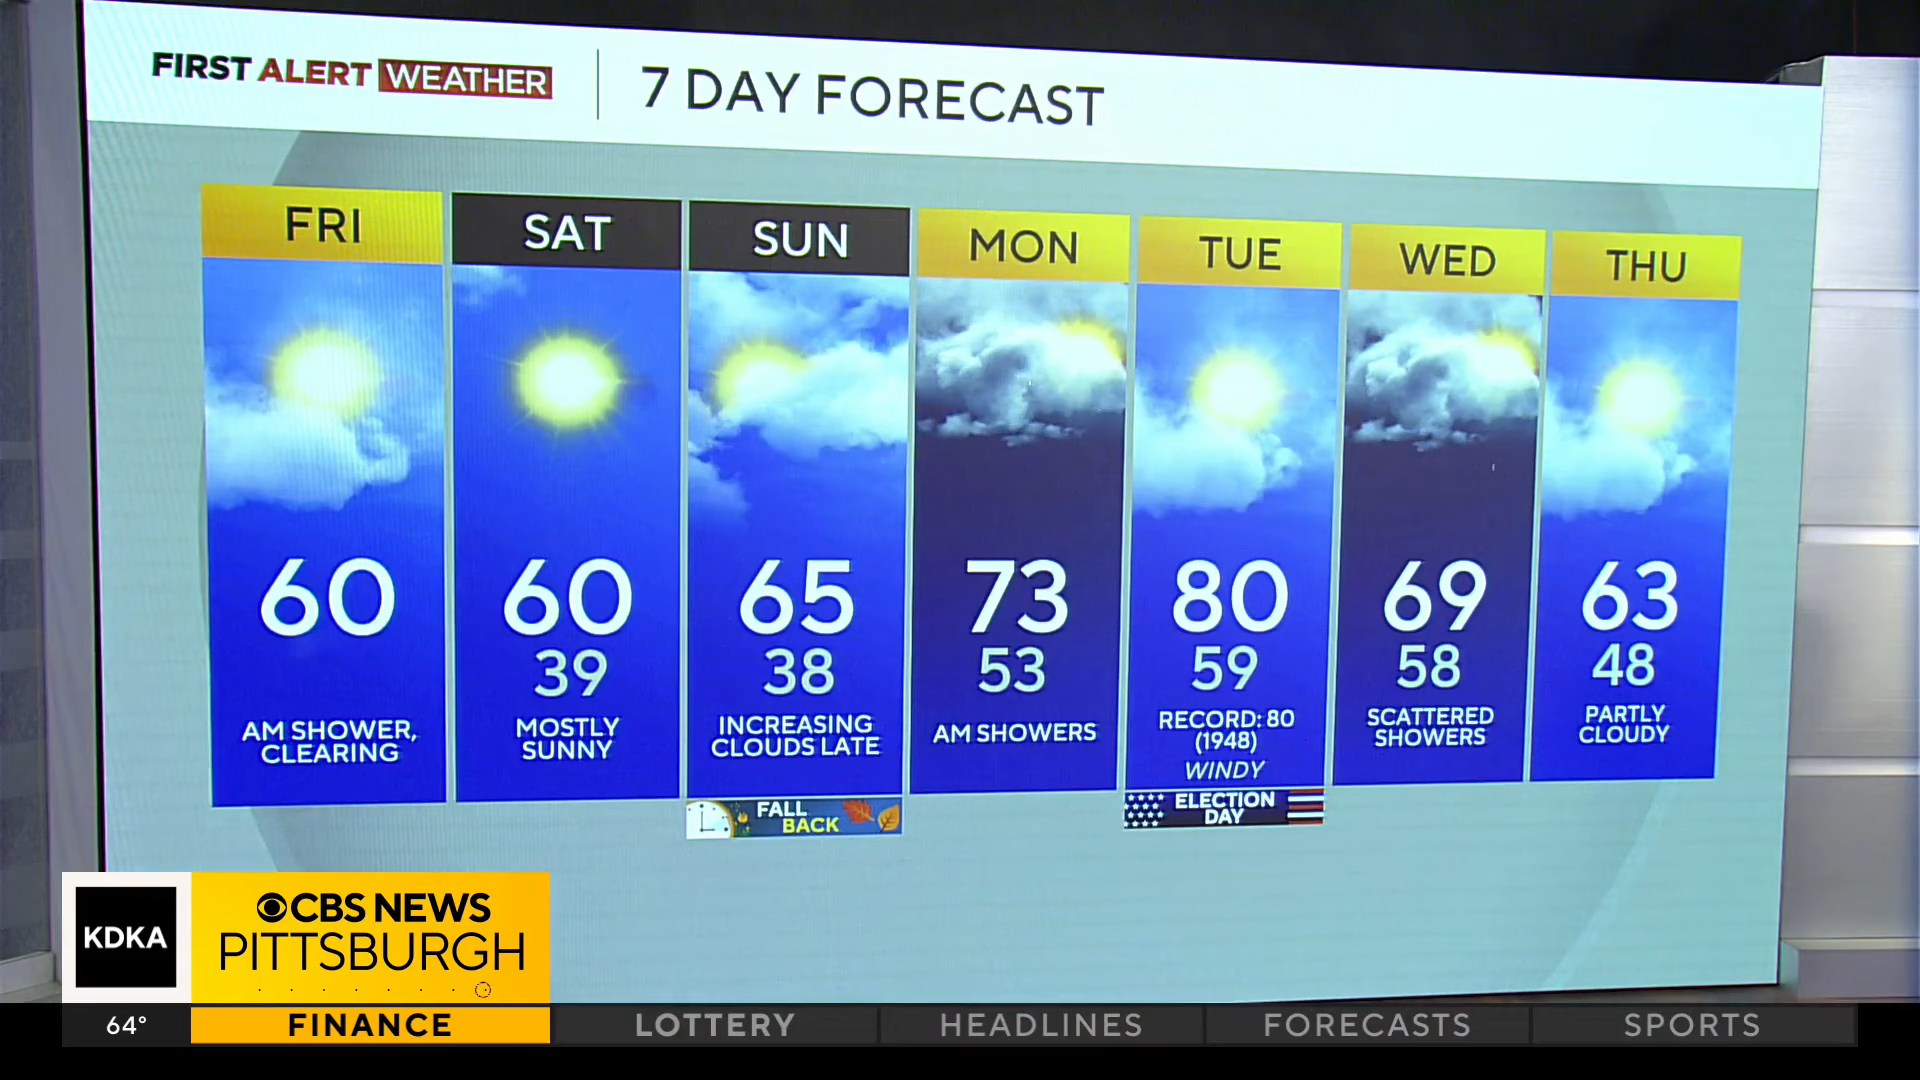 FIRST ALERT WEATHER
7 DAY FORECAST
FRI
60
AM SHOWER,
CLEARING
SAT
60
39
MOSTLY
SUNNY
SUN
65
38
INCREASING
CLOUDS LATE
FALL
BACK
MON
73
53
AM SHOWERS
TUE
80
59
RECORD: 80
(1948)
WINDY
ELECTION
DAY
WED
69
58
SCATTERED
SHOWERS
THU
63
48
PARTLY
CLOUDY
KDKA
CBS NEWS
PITTSBURGH
64°
FINANCE
LOTTERY
HEADLINES
FORECASTS
SPORTS